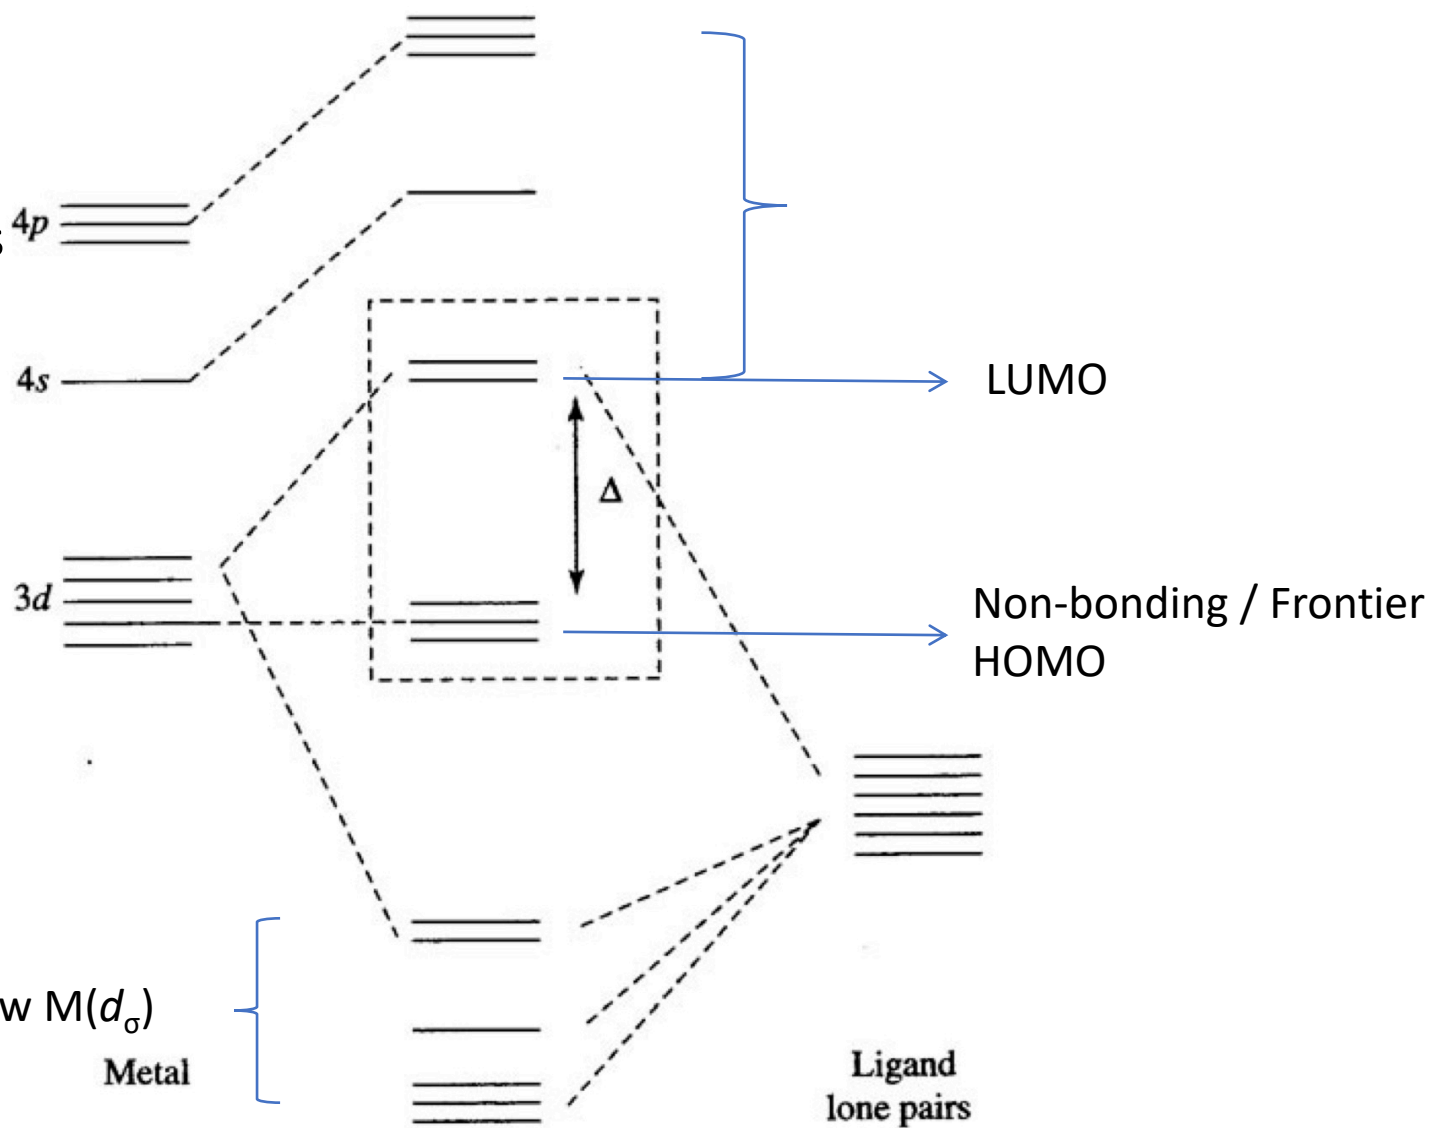 4p
s
4s
LUMO
Δ
3d
Non-bonding / Frontier
HOMO
w M(dσ)
Metal
Ligand
lone pairs